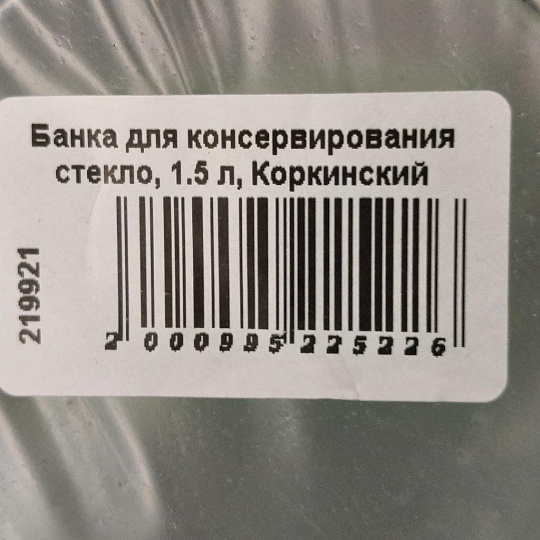 Банка для консервирования
стекло, 1.5 л, Коркинский
219921
2 000995 225226